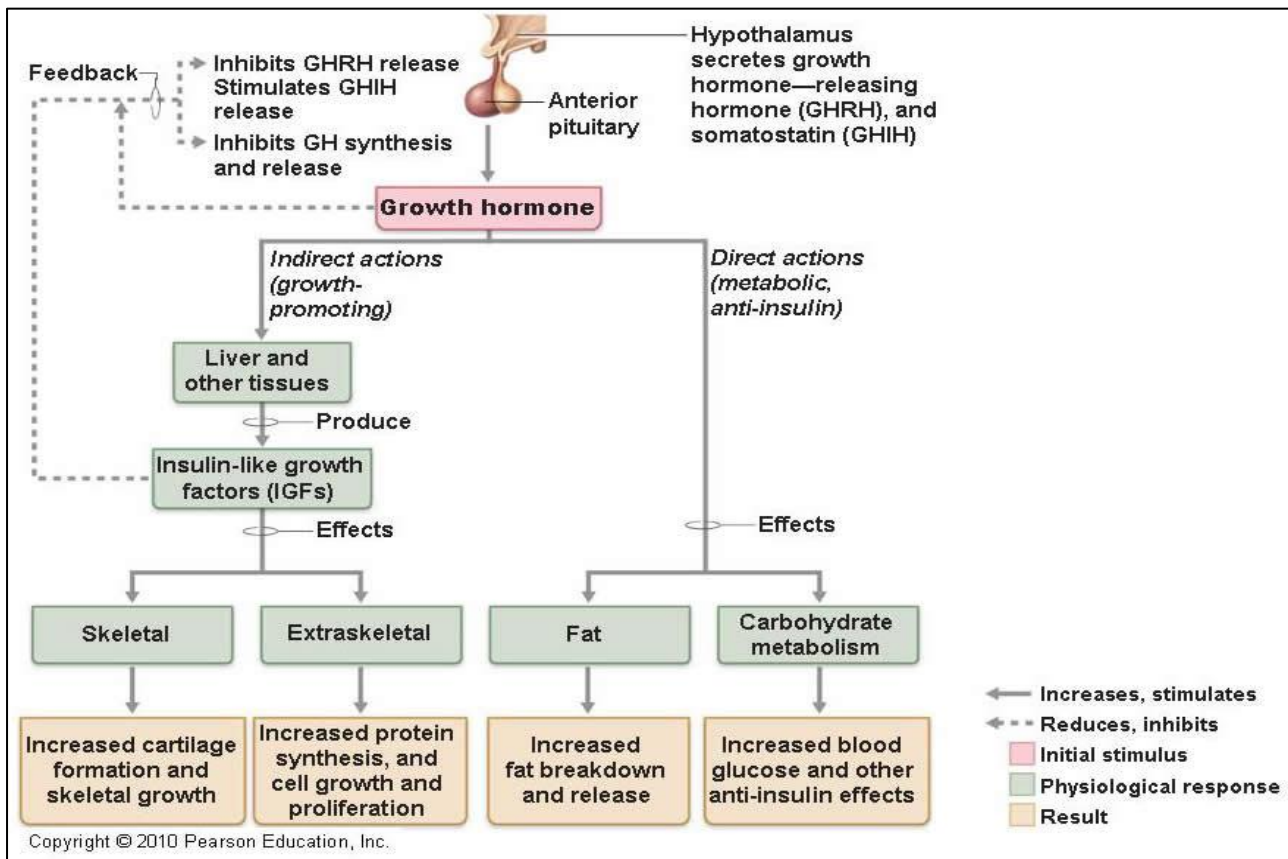 Feedback
Inhibits GHRH release
Stimulates GHIH
release
Inhibits GH synthesis
and release
Anterior
pituitary
Hypothalamus
secretes growth
hormone—releasing
hormone (GHRH), and
somatostatin (GHIH)
Growth hormone
Indirect actions
(growth-
promoting)
Direct actions
(metabolic,
anti-insulin)
Liver and
other tissues
Produce
Insulin-like growth
factors (IGFs)
Effects
Effects
Skeletal
Extraskeletal
Fat
Carbohydrate
metabolism
Increased cartilage
formation and
skeletal growth
Increased protein
synthesis, and
cell growth and
proliferation
Increased
fat breakdown
and release
Increased blood
glucose and other
anti-insulin effects
Increases, stimulates
Reduces, inhibits
Initial stimulus
Physiological response
Result
Copyright © 2010 Pearson Education, Inc.